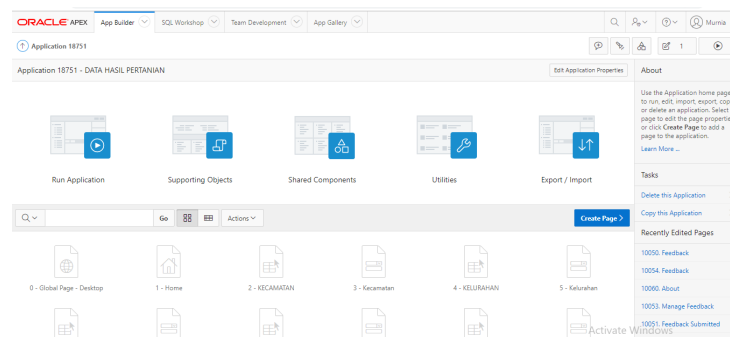 ORACLE APEX App Builder SQL Workshop Team Development App Gallery Murnia
Application 18751 1
Application 18751 - DATA HASIL PERTANIAN Edit Application Properties
About
Use the Application home page
to run, edit, import, export, cop
or delete an application. Select
page to edit the page propertie
or click Create Page to add a
page to the application.
Learn More ...
Run Application Supporting Objects Shared Components Utilities Export / Import
Tasks
Delete this Application
Copy this Application
Go Actions Create Page >
Recently Edited Pages
10050. Feedback
10054. Feedback
10060. About
10053. Manage Feedback
10051. Feedback Submitted
0 - Global Page - Desktop 1 - Home 2 - KECAMATAN 3 - Kecamatan 4 - KELURAHAN 5 - Kelurahan
Activate Windows